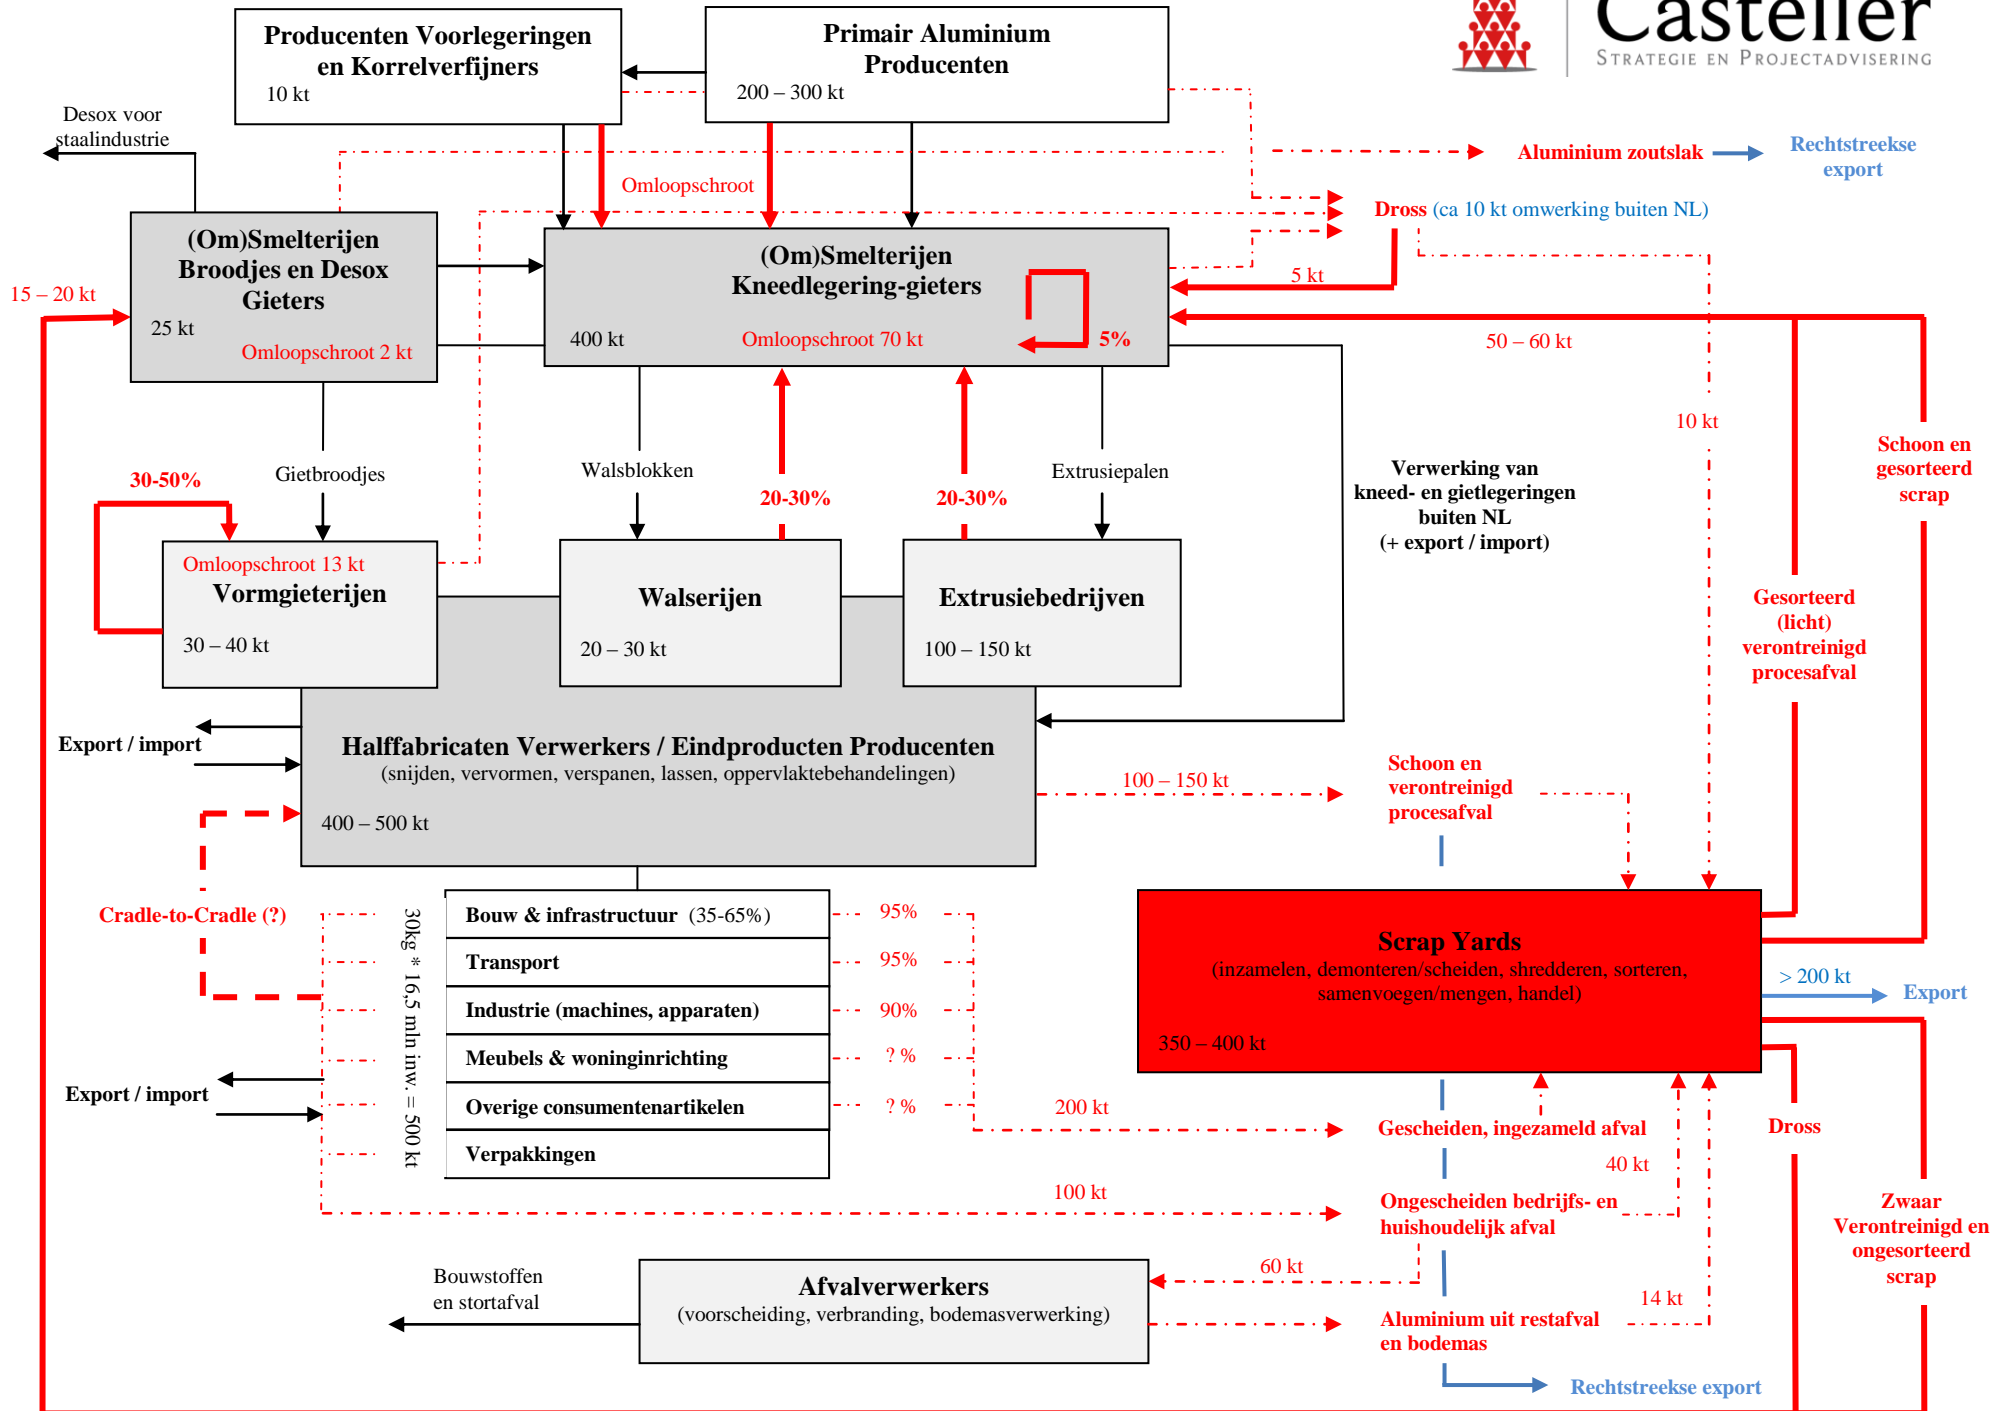 Casteller
STRATEGIE EN PROJECTADVISERING
Producenten Voorlegeringen
en Korrelverfijners
10 kt
Primair Aluminium
Producenten
200 – 300 kt
Desox voor
staalindustrie
Omloopschroot
Aluminium zoutslak
Rechtstreekse
export
Dross (ca 10 kt omwerking buiten NL)
(Om)Smelterijen
Broodjes en Desox
Gieters
25 kt
Omloopschroot 2 kt
(Om)Smelterijen
Kneedlegering-gieters
400 kt
Omloopschroot 70 kt
5%
15 – 20 kt
5 kt
50 – 60 kt
10 kt
30-50%
Gietbroodjes
Walsblokken
20-30%
20-30%
Extrusiepalen
Verwerking van
kneed- en gietlegeringen
buiten NL
(+ export / import)
Schoon en
gesorteerd
scrap
Omloopschroot 13 kt
Vormgieterijen
30 – 40 kt
Walserijen
20 – 30 kt
Extrusiebedrijven
100 – 150 kt
Gesorteerd
(licht)
verontreinigd
procesafval
Export / import
Halffabricaten Verwerkers / Eindproducten Producenten
(snijden, vervormen, verspanen, lassen, oppervlaktebehandelingen)
400 – 500 kt
100 – 150 kt
Schoon en
verontreinigd
procesafval
Cradle-to-Cradle (?)
30kg * 16,5 mln inw. = 500 kt
Bouw & infrastructuur (35-65%)
95%
Transport
95%
Industrie (machines, apparaten)
90%
Meubels & woninginrichting
? %
Overige consumentenartikelen
? %
Verpakkingen
Export / import
Scrap Yards
(inzamelen, demonteren/scheiden, shredderen, sorteren,
samenvoegen/mengen, handel)
350 – 400 kt
> 200 kt
Export
200 kt
Gescheiden, ingezameld afval
Dross
40 kt
100 kt
Ongescheiden bedrijfs- en
huishoudelijk afval
Zwaar
Verontreinigd en
ongesorteerd
scrap
60 kt
Bouwstoffen
en stortafval
Afvalverwerkers
(voorscheiding, verbranding, bodemasverwerking)
14 kt
Aluminium uit restafval
en bodemas
Rechtstreekse export